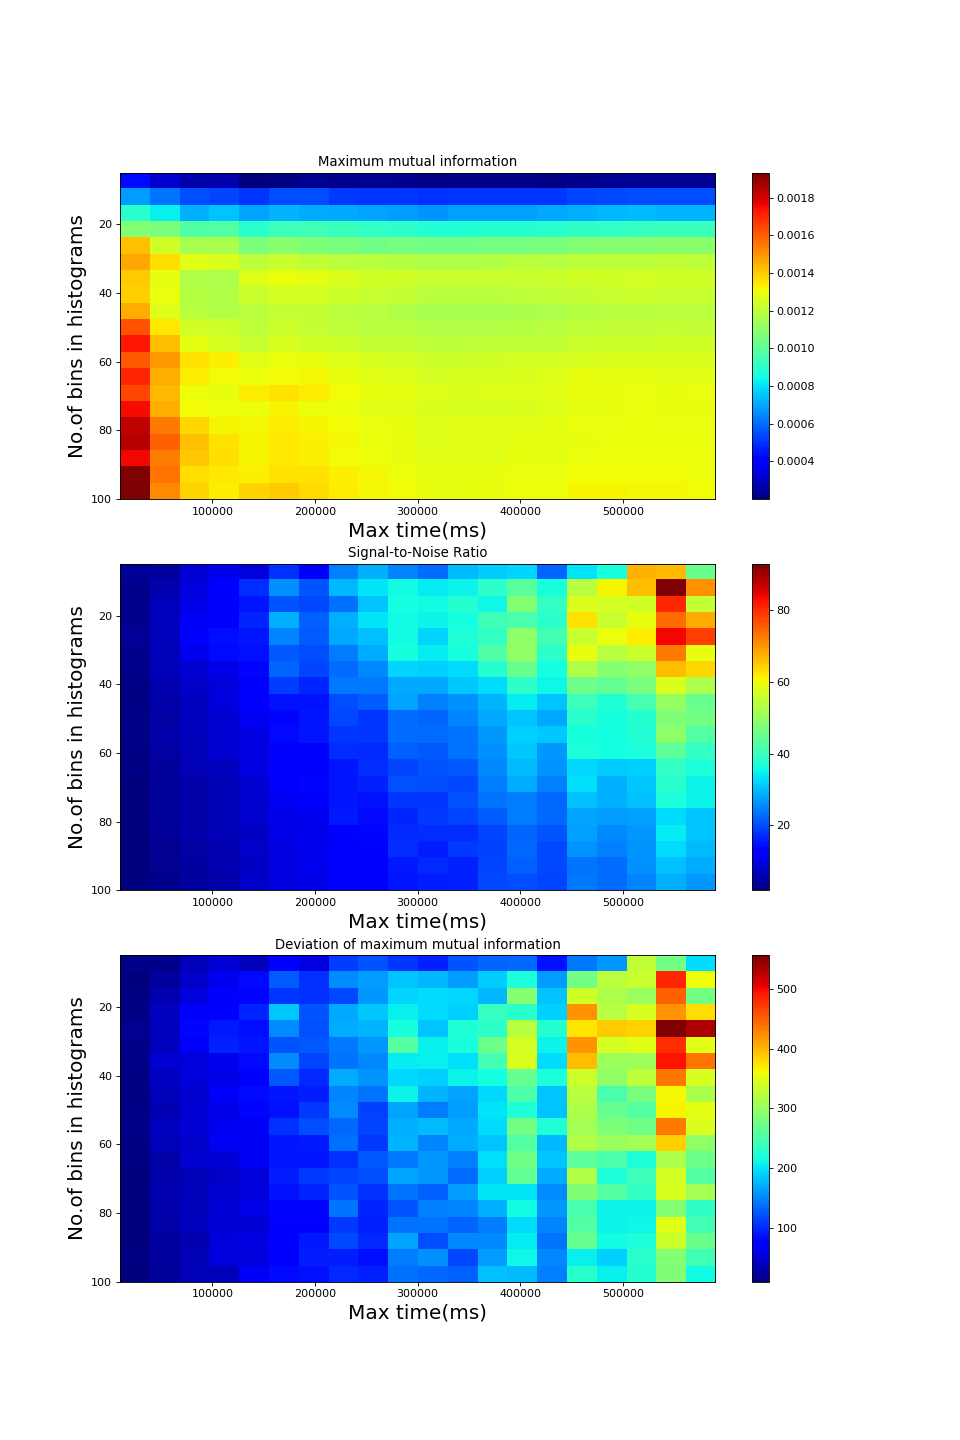 Maximum mutual information
No.of bins in histograms
20
40
60
80
100
100000 200000 300000 400000 500000
Max time(ms)
0.0018
0.0016
0.0014
0.0012
0.0010
0.0008
0.0006
0.0004
Signal-to-Noise Ratio
No.of bins in histograms
20
40
60
80
100
100000 200000 300000 400000 500000
Max time(ms)
80
60
40
20
Deviation of maximum mutual information
No.of bins in histograms
20
40
60
80
100
100000 200000 300000 400000 500000
Max time(ms)
500
400
300
200
100